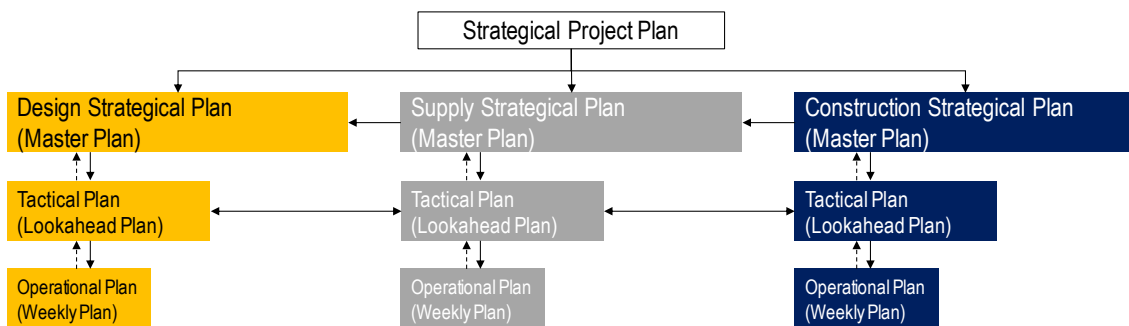 Strategical Project Plan
Design Strategical Plan
(Master Plan)
Supply Strategical Plan
(Master Plan)
Construction Strategical Plan
(Master Plan)
Tactical Plan
(Lookahead Plan)
Tactical Plan
(Lookahead Plan)
Tactical Plan
(Lookahead Plan)
Operational Plan
(Weekly Plan)
Operational Plan
(Weekly Plan)
Operational Plan
(Weekly Plan)